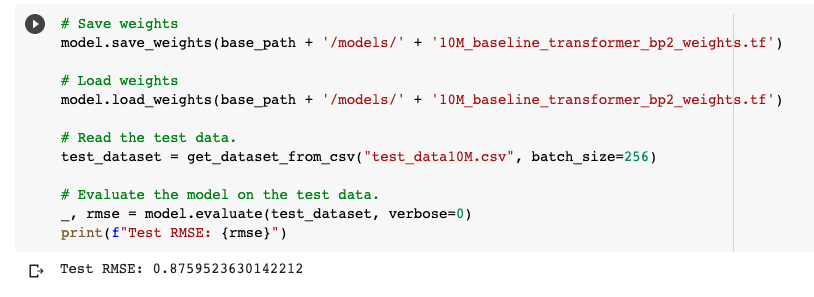 # Save weights
model.save_weights(base_path + '/models/' + '10M_baseline_transformer_bp2_weights.tf')
# Load weights
model.load_weights(base_path + '/models/' + '10M_baseline_transformer_bp2_weights.tf')
# Read the test data.
test_dataset = get_dataset_from_csv("test_data10M.csv", batch_size=256)
# Evaluate the model on the test data.
_, rmse = model.evaluate(test_dataset, verbose=0)
print(f"Test RMSE: {rmse}")
Test RMSE: 0.8759523630142212